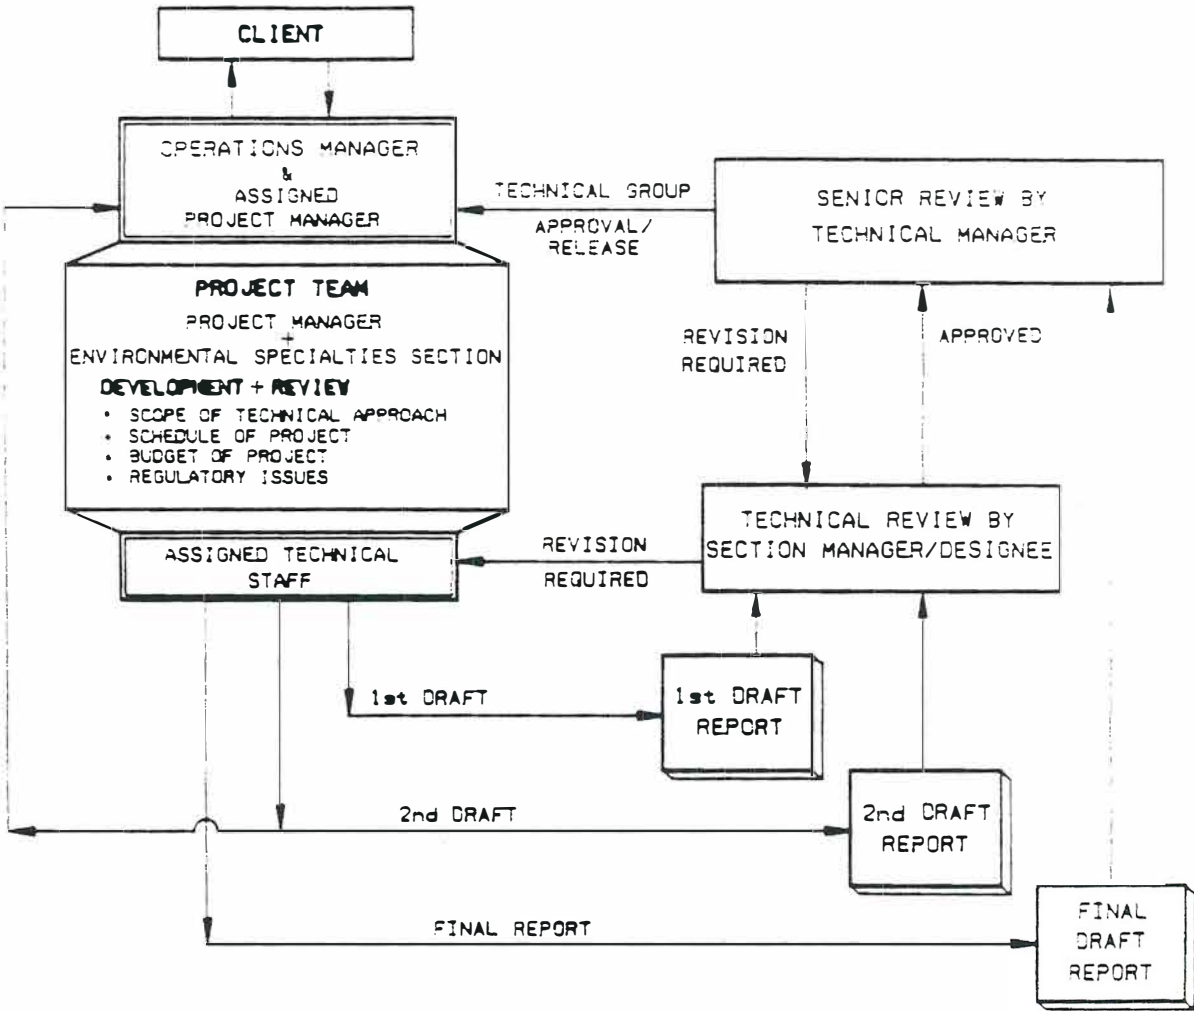 CLIENT
OPERATIONS MANAGER
&
ASSIGNED
PROJECT MANAGER
TECHNICAL GROUP
APPROVAL/
RELEASE
SENIOR REVIEW BY
TECHNICAL MANAGER
PROJECT TEAM
PROJECT MANAGER
+
ENVIRONMENTAL SPECIALTIES SECTION
DEVELOPMENT + REVIEW
• SCOPE OF TECHNICAL APPROACH
• SCHEDULE OF PROJECT
• BUDGET OF PROJECT
• REGULATORY ISSUES
REVISION
REQUIRED
APPROVED
TECHNICAL REVIEW BY
SECTION MANAGER/DESIGNEE
ASSIGNED TECHNICAL
STAFF
REVISION
REQUIRED
1st DRAFT
1st DRAFT
REPORT
2nd DRAFT
2nd DRAFT
REPORT
FINAL REPORT
FINAL
DRAFT
REPORT